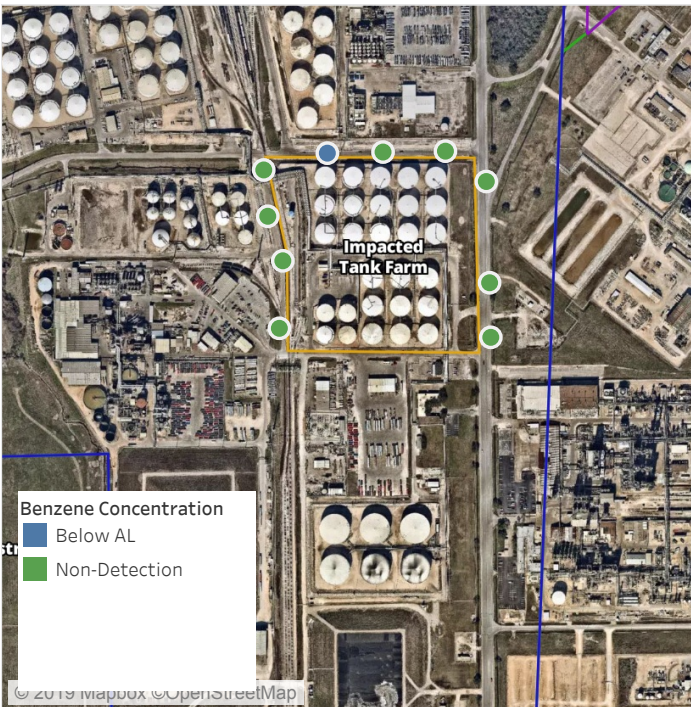 Impacted
Tank Farm
Benzene Concentration
Below AL
Non-Detection
© 2019 Mapbox ©OpenStreetMap